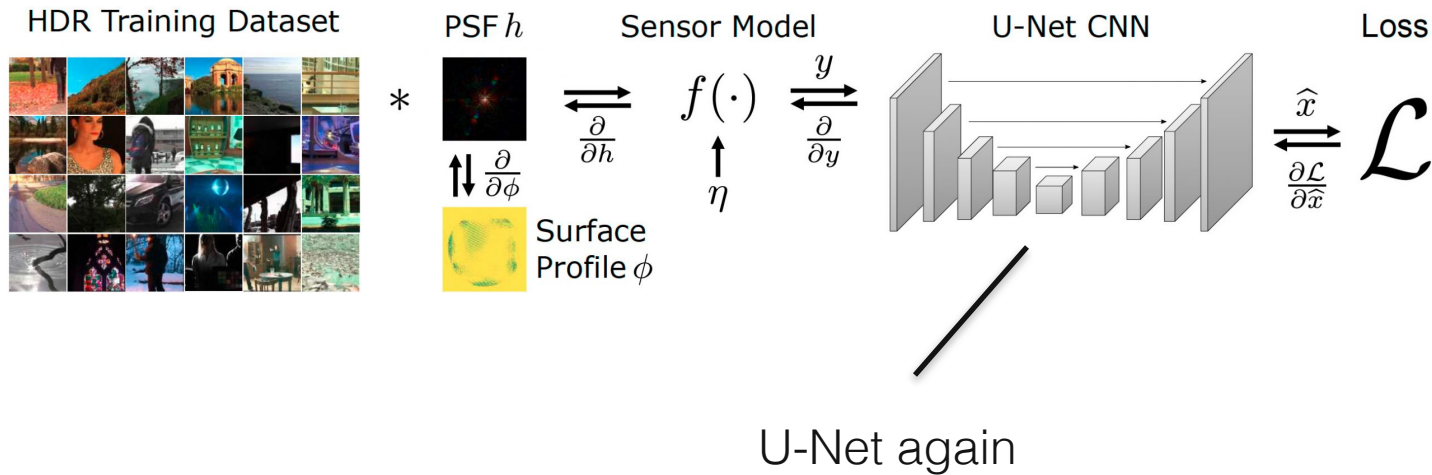 HDR Training Dataset
PSF h
Sensor Model
U-Net CNN
Loss
*
∂/∂h
f(·)
η
y
∂/∂y
x̂
∂ℒ/∂x̂
ℒ
∂/∂ϕ
Surface
Profile ϕ
U-Net again